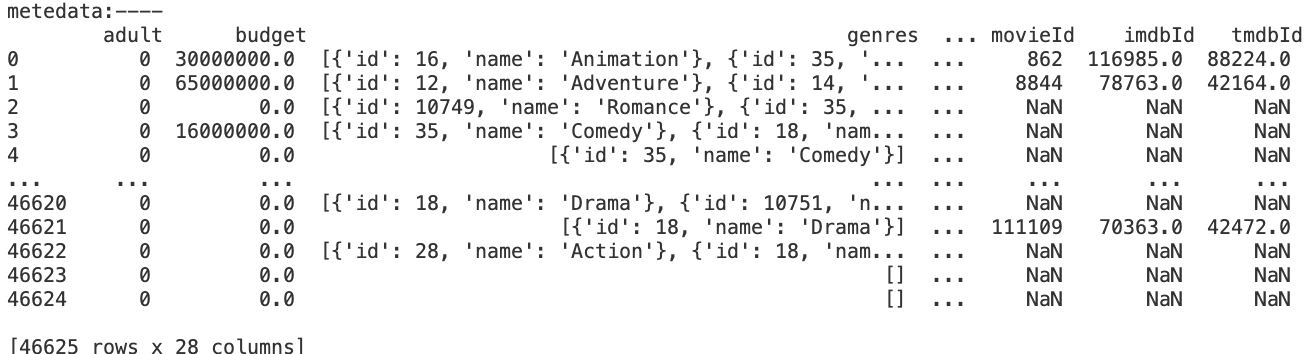 metedata:----
adult budget genres ... movieId imdbId tmdbId
0 0 30000000.0 [{'id': 16, 'name': 'Animation'}, {'id': 35, '... ... 862 116985.0 88224.0
1 0 65000000.0 [{'id': 12, 'name': 'Adventure'}, {'id': 14, '... ... 8844 78763.0 42164.0
2 0 0.0 [{'id': 10749, 'name': 'Romance'}, {'id': 35, ... ... NaN NaN NaN
3 0 16000000.0 [{'id': 35, 'name': 'Comedy'}, {'id': 18, 'nam... ... NaN NaN NaN
4 0 0.0 [{'id': 35, 'name': 'Comedy'}] ... NaN NaN NaN
... ... ... ... ... ... ... ...
46620 0 0.0 [{'id': 18, 'name': 'Drama'}, {'id': 10751, 'n... ... NaN NaN NaN
46621 0 0.0 [{'id': 18, 'name': 'Drama'}] ... 111109 70363.0 42472.0
46622 0 0.0 [{'id': 28, 'name': 'Action'}, {'id': 18, 'nam... ... NaN NaN NaN
46623 0 0.0 [] ... NaN NaN NaN
46624 0 0.0 [] ... NaN NaN NaN
[46625 rows x 28 columns]